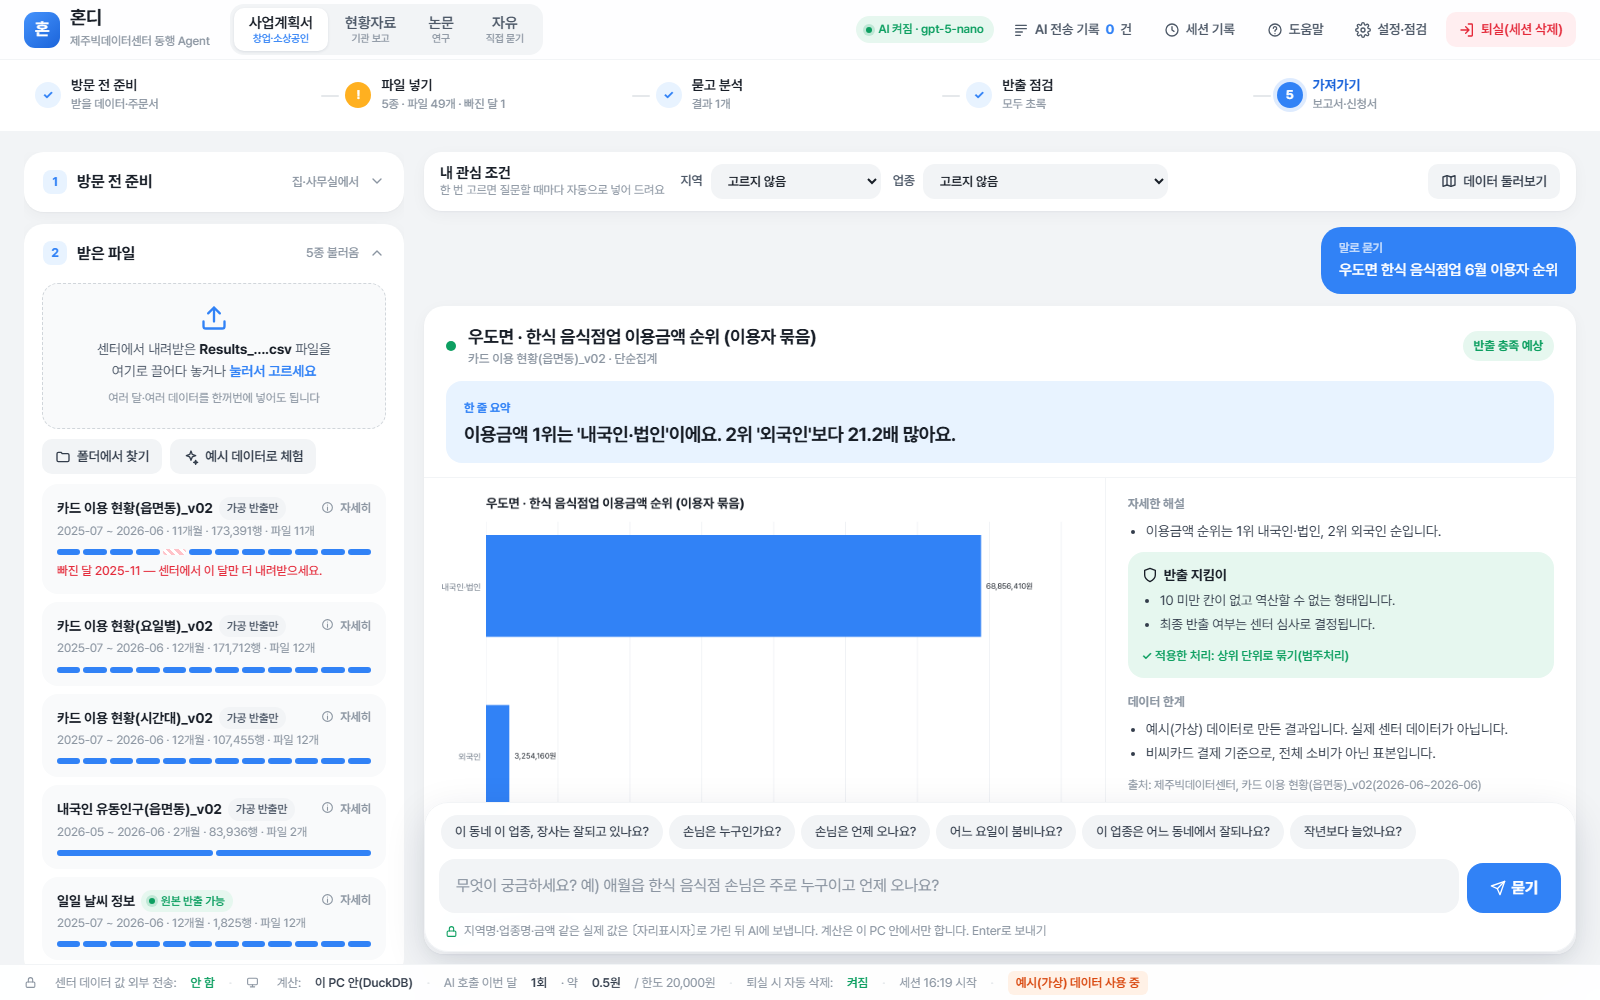 혼
혼디
제주빅데이터센터 동행 Agent
사업계획서
창업·소상공인
현황자료
기관 보고
논문
연구
자유
직접 묻기
AI 켜짐 · gpt-5-nano
AI 전송 기록 0 건
세션 기록
도움말
설정·점검
퇴실(세션 삭제)
방문 전 준비
받을 데이터·주문서
!
파일 넣기
5종 · 파일 49개 · 빠진 달 1
묻고 분석
결과 1개
반출 점검
모두 초록
5
가져가기
보고서·신청서
1 방문 전 준비 집·사무실에서
2 받은 파일 5종 불러옴
센터에서 내려받은 Results_....csv 파일을
여기로 끌어다 놓거나 눌러서 고르세요
여러 달·여러 데이터를 한꺼번에 넣어도 됩니다
폴더에서 찾기
예시 데이터로 체험
카드 이용 현황(읍면동)_v02 가공 반출만 자세히
2025-07 ~ 2026-06 · 11개월 · 173,391행 · 파일 11개
빠진 달 2025-11 — 센터에서 이 달만 더 내려받으세요.
카드 이용 현황(요일별)_v02 가공 반출만 자세히
2025-07 ~ 2026-06 · 12개월 · 171,712행 · 파일 12개
카드 이용 현황(시간대)_v02 가공 반출만 자세히
2025-07 ~ 2026-06 · 12개월 · 107,455행 · 파일 12개
내국인 유동인구(읍면동)_v02 가공 반출만 자세히
2026-05 ~ 2026-06 · 2개월 · 83,936행 · 파일 2개
일일 날씨 정보 원본 반출 가능 자세히
2025-07 ~ 2026-06 · 12개월 · 1,825행 · 파일 12개
내 관심 조건
한 번 고르면 질문할 때마다 자동으로 넣어 드려요
지역 고르지 않음
업종 고르지 않음
데이터 둘러보기
말로 묻기
우도면 한식 음식점업 6월 이용자 순위
우도면 · 한식 음식점업 이용금액 순위 (이용자 묶음)
카드 이용 현황(읍면동)_v02 · 단순집계
반출 충족 예상
한 줄 요약
이용금액 1위는 '내국인·법인'이에요. 2위 '외국인'보다 21.2배 많아요.
우도면 · 한식 음식점업 이용금액 순위 (이용자 묶음)
내국인·법인
68,856,410원
외국인
3,254,160원
자세한 해설
• 이용금액 순위는 1위 내국인·법인, 2위 외국인 순입니다.
반출 지킴이
• 10 미만 칸이 없고 역산할 수 없는 형태입니다.
• 최종 반출 여부는 센터 심사로 결정됩니다.
✓ 적용한 처리: 상위 단위로 묶기(범주처리)
데이터 한계
• 예시(가상) 데이터로 만든 결과입니다. 실제 센터 데이터가 아닙니다.
• 비씨카드 결제 기준으로, 전체 소비가 아닌 표본입니다.
출처: 제주빅데이터센터, 카드 이용 현황(읍면동)_v02(2026-06~2026-06)
이 동네 이 업종, 장사는 잘되고 있나요?
손님은 누구인가요?
손님은 언제 오나요?
어느 요일이 붐비나요?
이 업종은 어느 동네에서 잘되나요?
작년보다 늘었나요?
무엇이 궁금하세요? 예) 애월읍 한식 음식점 손님은 주로 누구이고 언제 오나요?
묻기
지역명·업종명·금액 같은 실제 값은 〔자리표시자〕로 가린 뒤 AI에 보냅니다. 계산은 이 PC 안에서만 합니다. Enter로 보내기
센터 데이터 값 외부 전송: 안 함 · 계산: 이 PC 안(DuckDB) · AI 호출 이번 달 1회 · 약 0.5원 / 한도 20,000원 · 퇴실 시 자동 삭제: 켜짐 · 세션 16:19 시작 · 예시(가상) 데이터 사용 중